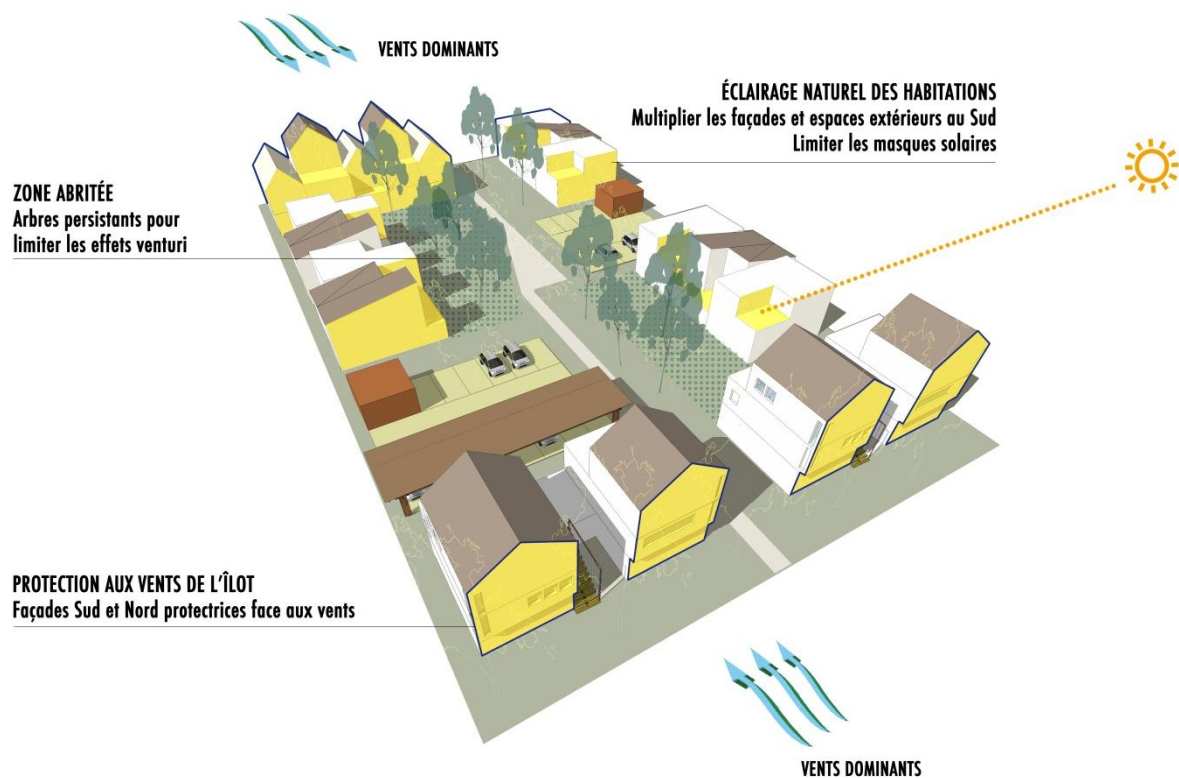 VENTS DOMINANTS
ÉCLAIRAGE NATUREL DES HABITATIONS
Multiplier les façades et espaces extérieurs au Sud
Limiter les masques solaires
ZONE ABRITÉE
Arbres persistants pour
limiter les effets venturi
PROTECTION AUX VENTS DE L'ÎLOT
Façades Sud et Nord protectrices face aux vents
VENTS DOMINANTS